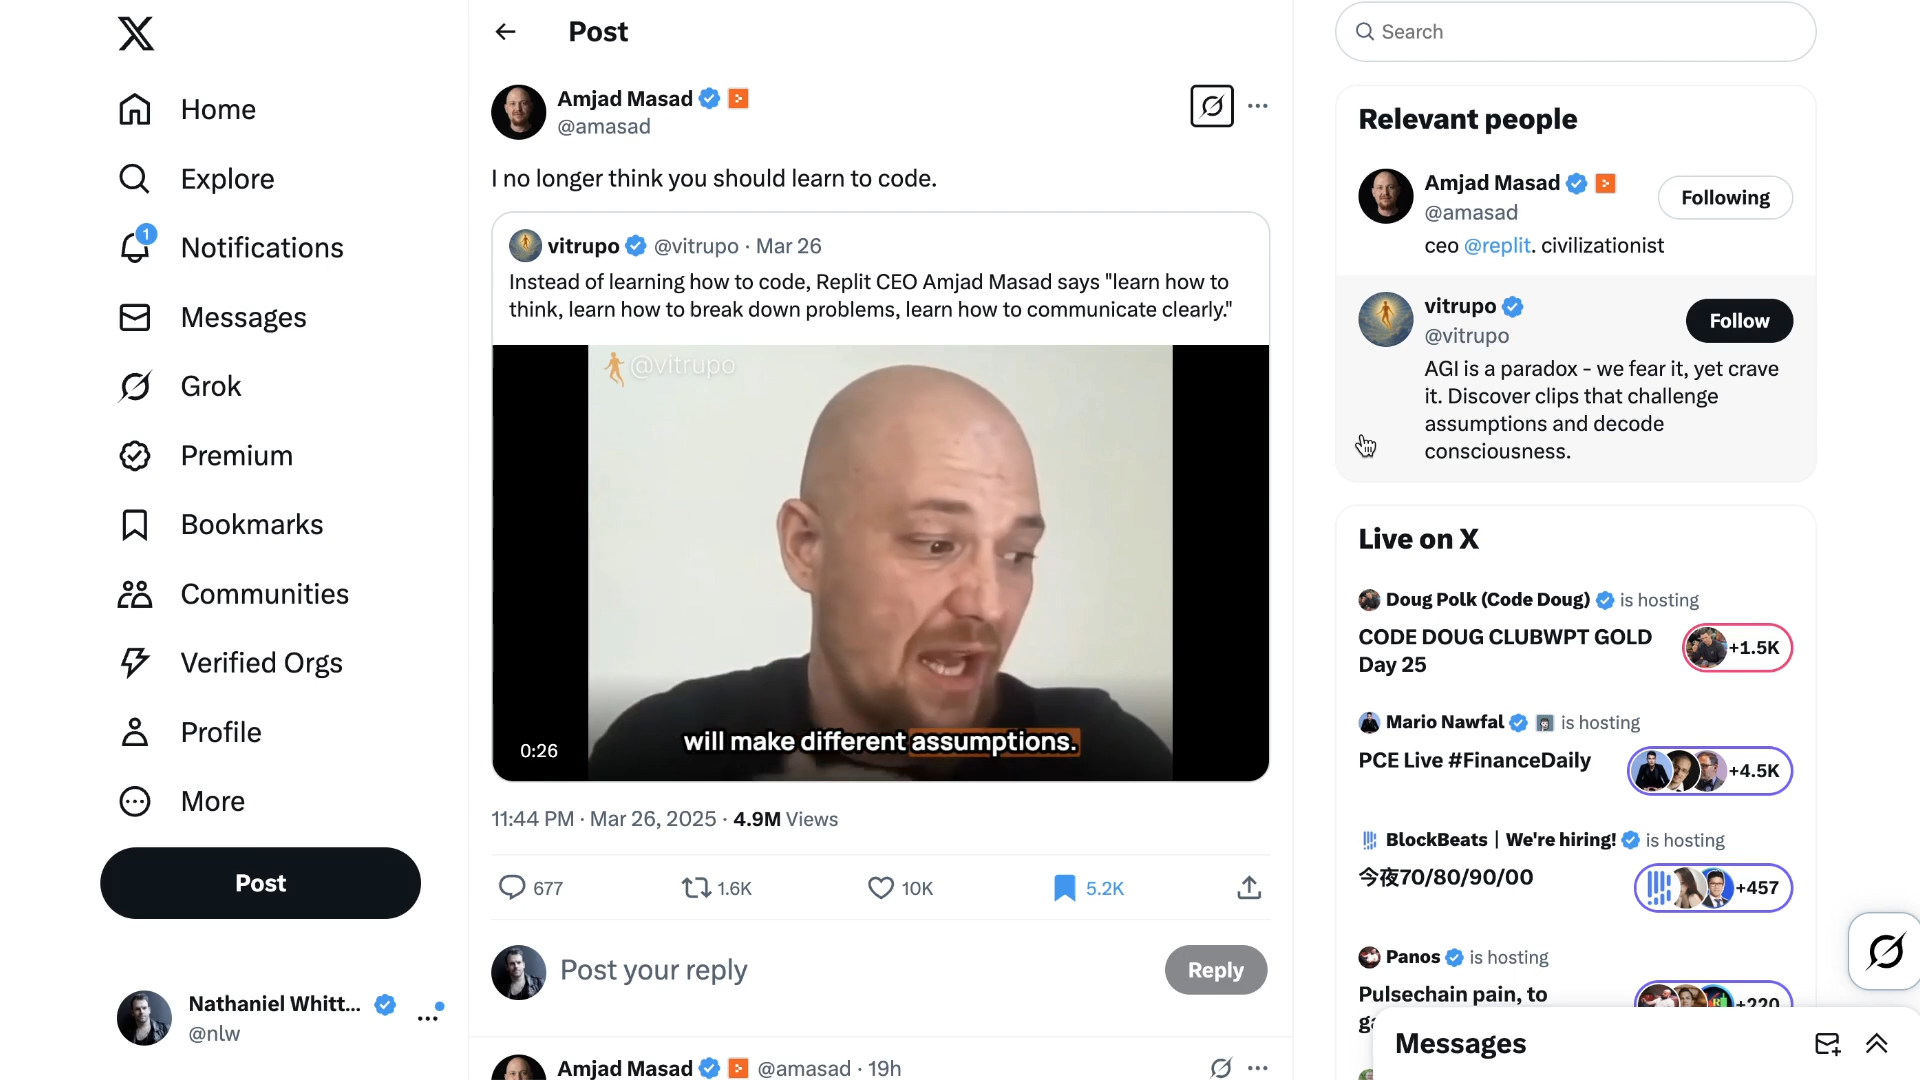 Home
Explore
1
Notifications
Messages
Grok
Premium
Bookmarks
Communities
Verified Orgs
Profile
More
Post
Nathaniel Whitt...
@nlw
Post
Amjad Masad
@amasad
I no longer think you should learn to code.
vitrupo @vitrupo · Mar 26
Instead of learning how to code, Replit CEO Amjad Masad says "learn how to
think, learn how to break down problems, learn how to communicate clearly."
@vitrupo
will make different assumptions.
0:26
11:44 PM · Mar 26, 2025 · 4.9M Views
677
1.6K
10K
5.2K
Post your reply
Reply
Amjad Masad @amasad · 19h
Search
Relevant people
Amjad Masad
@amasad
Following
ceo @replit. civilizationist
vitrupo
@vitrupo
Follow
AGI is a paradox - we fear it, yet crave
it. Discover clips that challenge
assumptions and decode
consciousness.
Live on X
Doug Polk (Code Doug) is hosting
CODE DOUG CLUBWPT GOLD
Day 25
+1.5K
Mario Nawfal is hosting
PCE Live #FinanceDaily
+4.5K
BlockBeats | We're hiring! is hosting
今夜70/80/90/00
+457
Panos is hosting
Pulsechain pain, to
+220
Messages